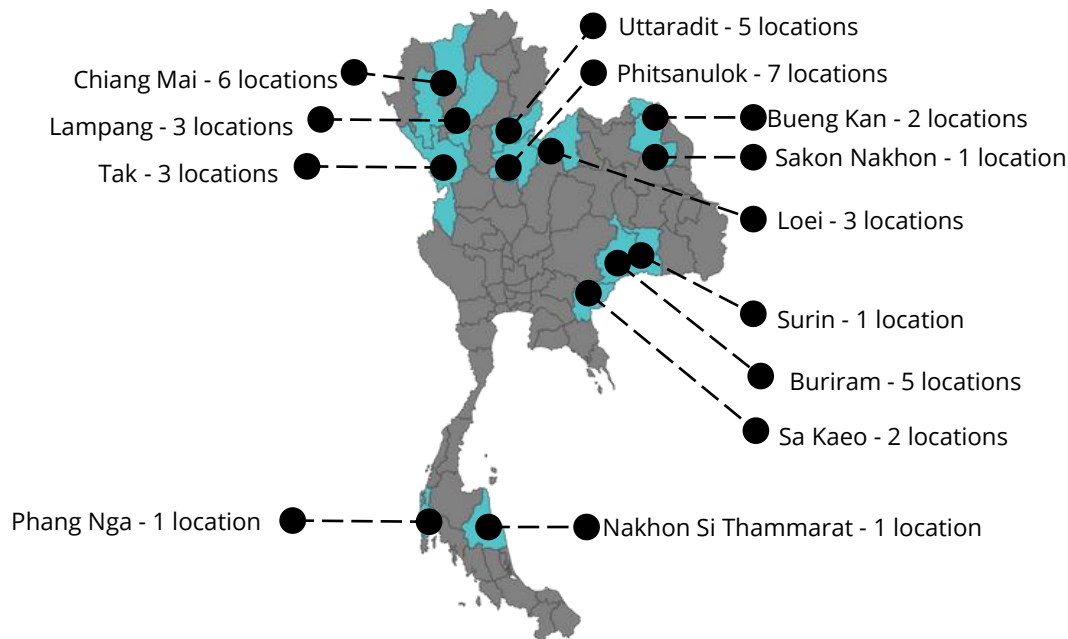 Uttaradit - 5 locations
Chiang Mai - 6 locations
Phitsanulok - 7 locations
Lampang - 3 locations
Bueng Kan - 2 locations
Tak - 3 locations
Sakon Nakhon - 1 location
Loei - 3 locations
Surin - 1 location
Buriram - 5 locations
Sa Kaeo - 2 locations
Phang Nga - 1 location
Nakhon Si Thammarat - 1 location